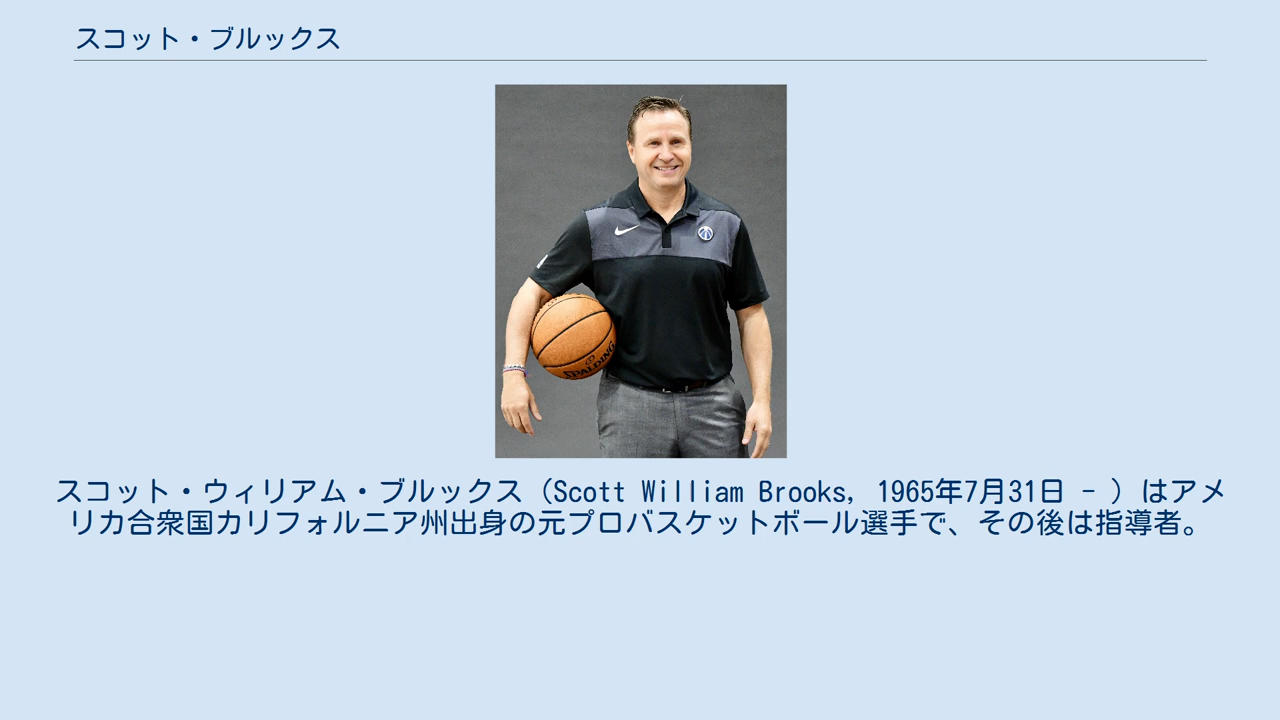 スコット・ブルックス
SPALDING
スコット・ウィリアム・ブルックス（Scott William Brooks, 1965年7月31日 - ）はアメ
リカ合衆国カリフォルニア州出身の元プロバスケットボール選手で、その後は指導者。